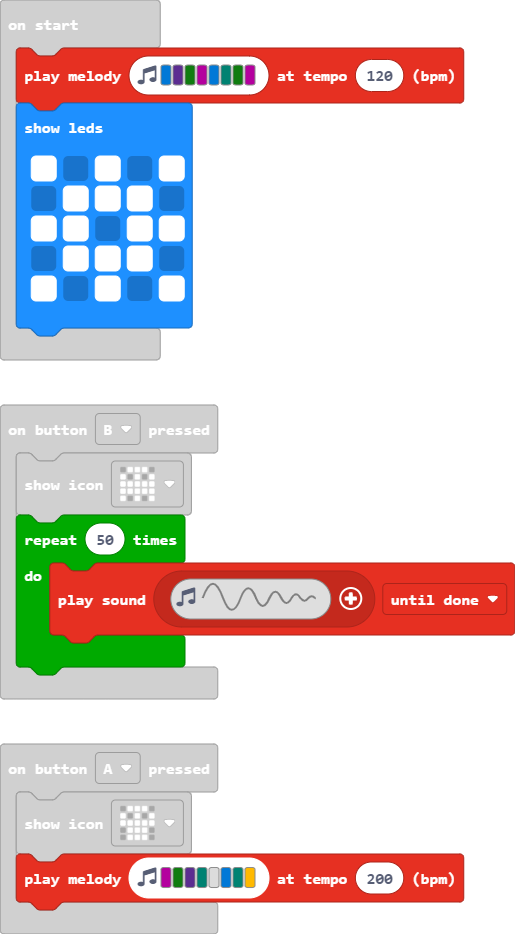 on start
play melody at tempo 120 (bpm)
show leds
on button B pressed
show icon
repeat 50 times
do
play sound until done
on button A pressed
show icon
play melody at tempo 200 (bpm)